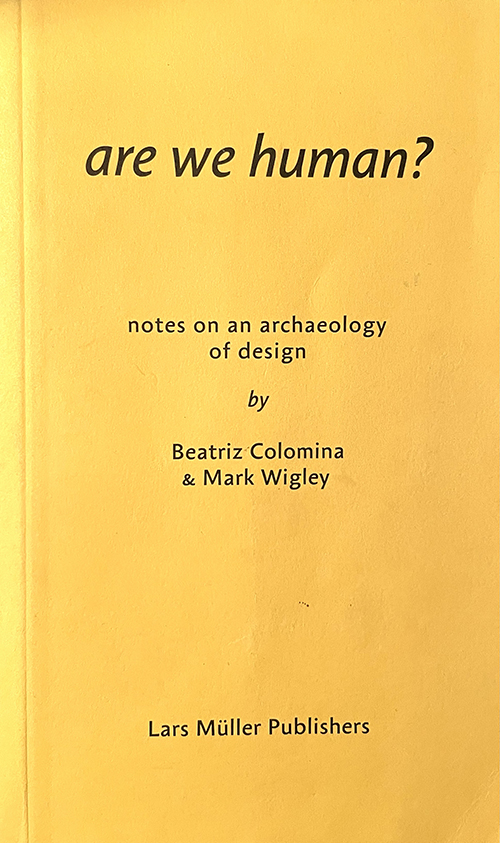 are we human?
notes on an archaeology
of design
by
Beatriz Colomina
& Mark Wigley
Lars Müller Publishers